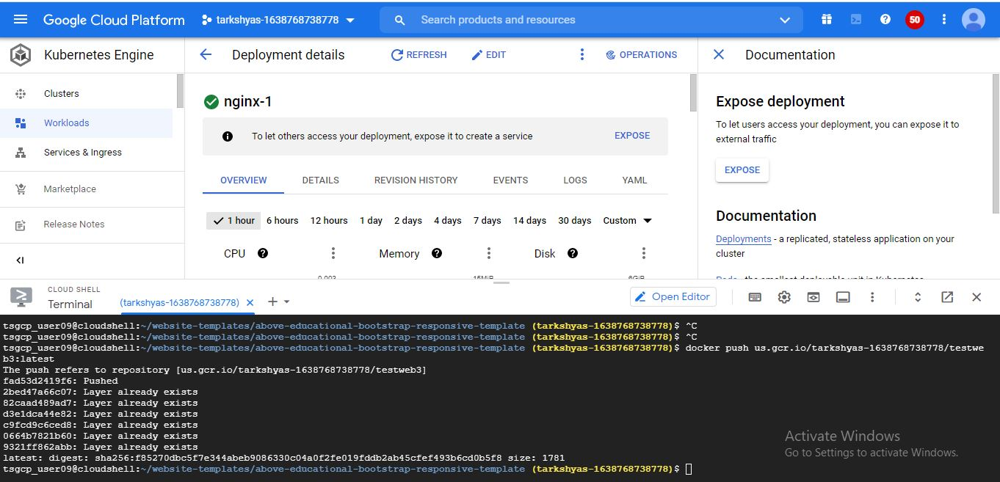 Google Cloud Platform
tarkshyas-1638768738778
Search products and resources
50
Kubernetes Engine
Deployment details
REFRESH
EDIT
OPERATIONS
Documentation
Clusters
Workloads
Services & Ingress
Marketplace
Release Notes
nginx-1
To let others access your deployment, expose it to create a service
EXPOSE
OVERVIEW
DETAILS
REVISION HISTORY
EVENTS
LOGS
YAML
1 hour
6 hours
12 hours
1 day
2 days
4 days
7 days
14 days
30 days
Custom
CPU
Memory
Disk
0.003
15MiB
6GiB
Expose deployment
To let users access your deployment, you can expose it to
external traffic
EXPOSE
Documentation
Deployments - a replicated, stateless application on your
cluster
Pods - the smallest deployable unit in Kubernetes
CLOUD SHELL
Terminal
(tarkshyas-1638768738778)
Open Editor
tsgcp_user09@cloudshell:~/website-templates/above-educational-bootstrap-responsive-template (tarkshyas-1638768738778)$ ^C
tsgcp_user09@cloudshell:~/website-templates/above-educational-bootstrap-responsive-template (tarkshyas-1638768738778)$ ^C
tsgcp_user09@cloudshell:~/website-templates/above-educational-bootstrap-responsive-template (tarkshyas-1638768738778)$ docker push us.gcr.io/tarkshyas-1638768738778/testwe
b3:latest
The push refers to repository [us.gcr.io/tarkshyas-1638768738778/testweb3]
fad53d2419f6: Pushed
2bed47a66c07: Layer already exists
82caad489ad7: Layer already exists
d3e1dca44e82: Layer already exists
c9fcd9c6ced8: Layer already exists
0664b7821b60: Layer already exists
9321ff862abb: Layer already exists
latest: digest: sha256:f85270dbc5f7e344abeb9086330c04a0f2fe019fddb2ab45cfef493b6cd0b5f8 size: 1781
tsgcp_user09@cloudshell:~/website-templates/above-educational-bootstrap-responsive-template (tarkshyas-1638768738778)$
Activate Windows
Go to Settings to activate Windows.